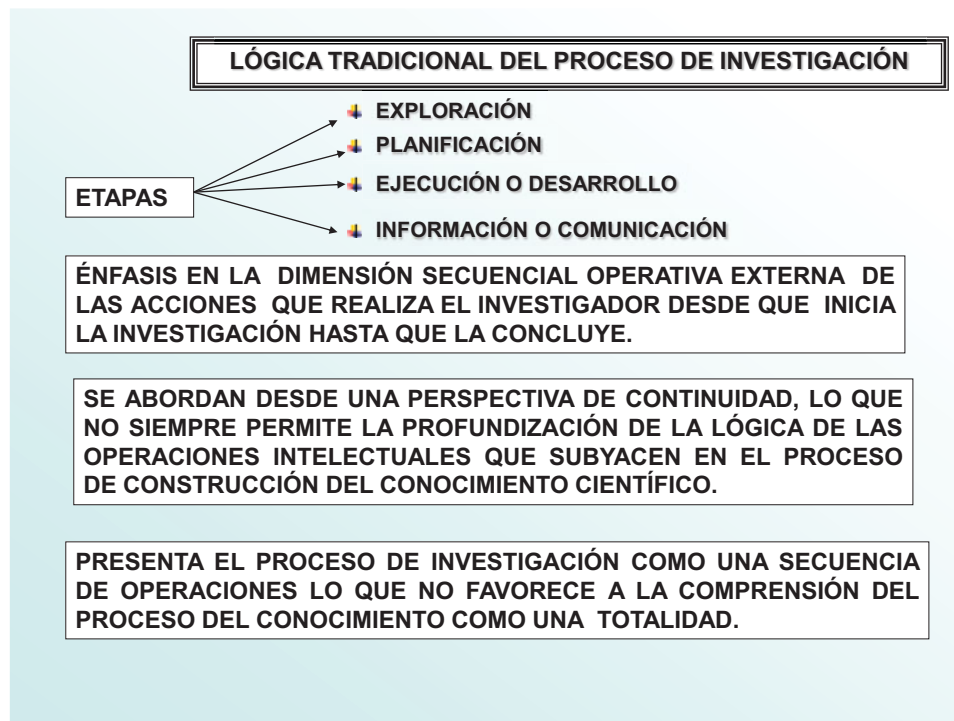 LÓGICA TRADICIONAL DEL PROCESO DE INVESTIGACIÓN
EXPLORACIÓN
PLANIFICACIÓN
ETAPAS
EJECUCIÓN O DESARROLLO
INFORMACIÓN O COMUNICACIÓN
ÉNFASIS EN LA DIMENSIÓN SECUENCIAL OPERATIVA EXTERNA DE
LAS ACCIONES QUE REALIZA EL INVESTIGADOR DESDE QUE INICIA
LA INVESTIGACIÓN HASTA QUE LA CONCLUYE.
SE ABORDAN DESDE UNA PERSPECTIVA DE CONTINUIDAD, LO QUE
NO SIEMPRE PERMITE LA PROFUNDIZACIÓN DE LA LÓGICA DE LAS
OPERACIONES INTELECTUALES QUE SUBYACEN EN EL PROCESO
DE CONSTRUCCIÓN DEL CONOCIMIENTO CIENTÍFICO.
PRESENTA EL PROCESO DE INVESTIGACIÓN COMO UNA SECUENCIA
DE OPERACIONES LO QUE NO FAVORECE A LA COMPRENSIÓN DEL
PROCESO DEL CONOCIMIENTO COMO UNA TOTALIDAD.